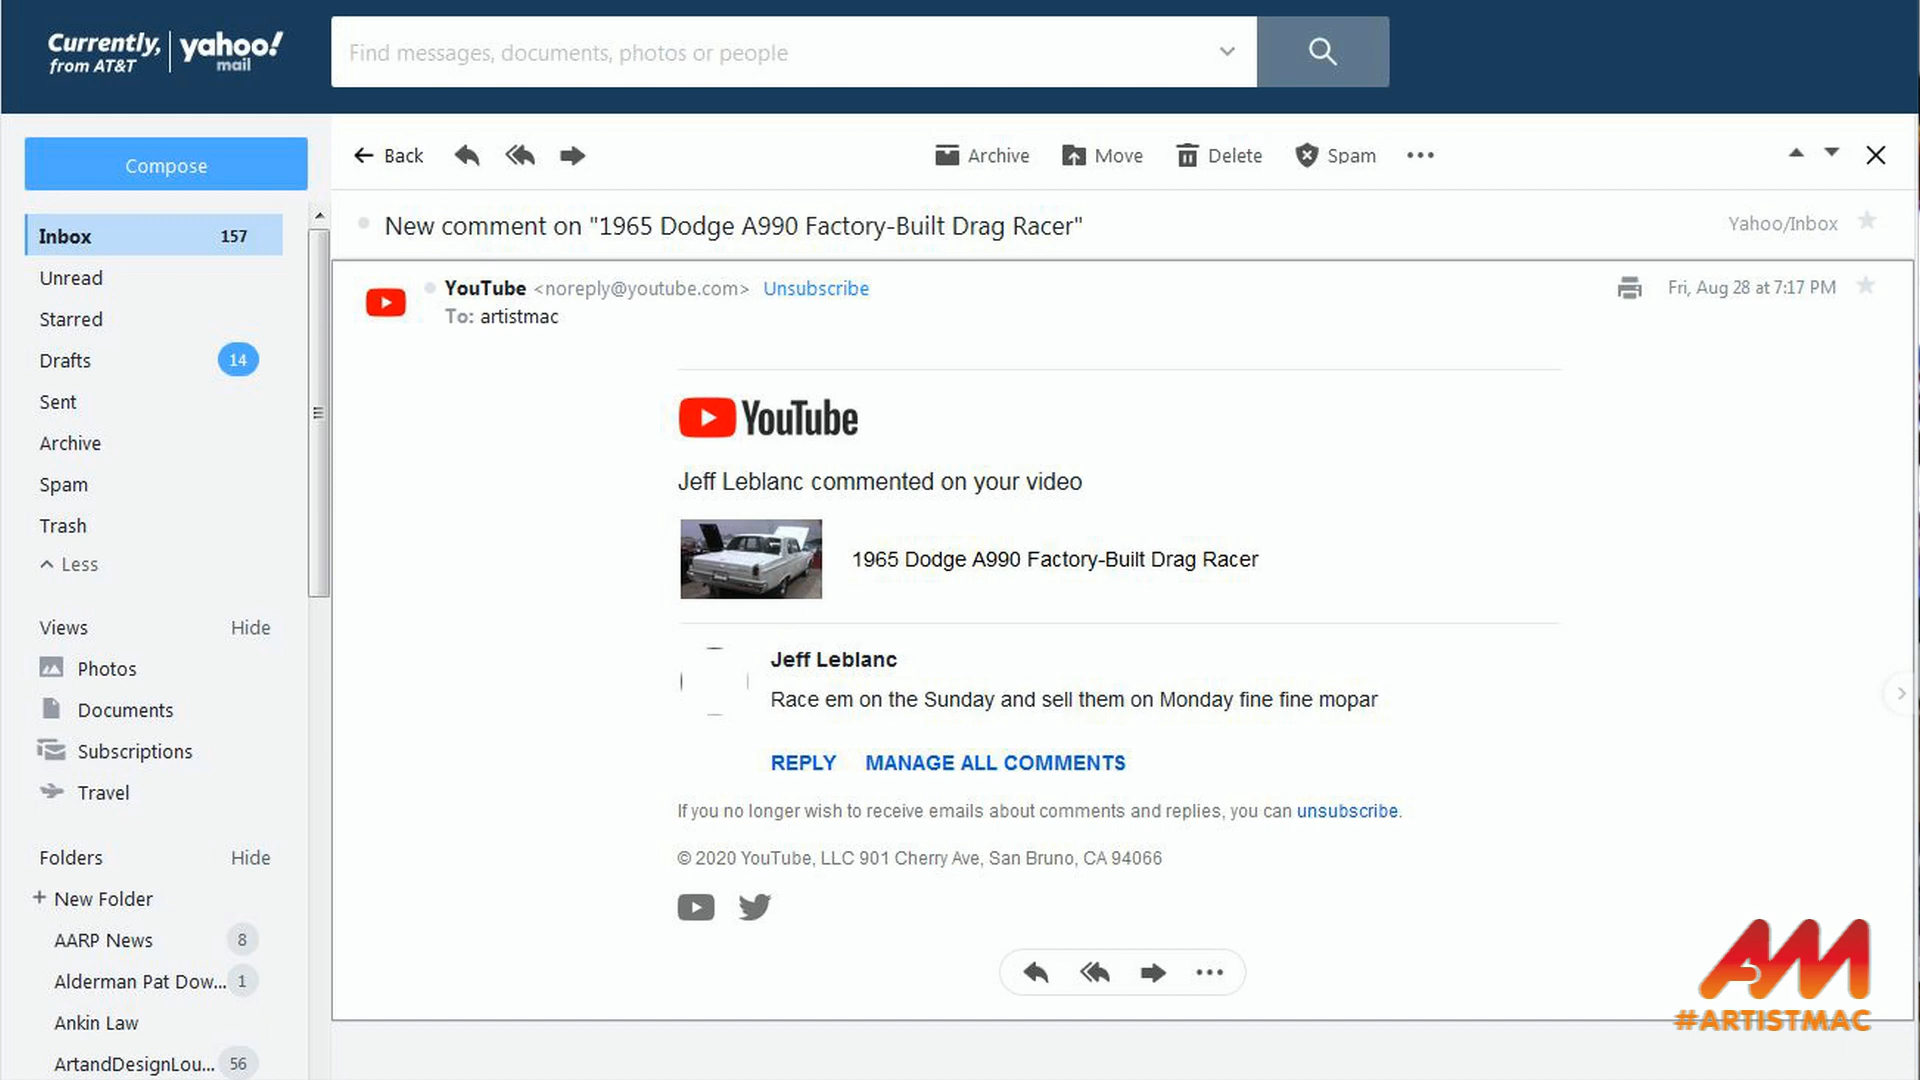 Currently, from AT&T
yahoo! mail
Find messages, documents, photos or people
Compose
Inbox 157
Unread
Starred
Drafts 14
Sent
Archive
Spam
Trash
Less
Views Hide
Photos
Documents
Subscriptions
Travel
Folders Hide
+ New Folder
AARP News 8
Alderman Pat Dow... 1
Ankin Law
ArtandDesignLou... 56
Back
Archive Move Delete Spam
New comment on "1965 Dodge A990 Factory-Built Drag Racer"
Yahoo/Inbox
YouTube <noreply@youtube.com> Unsubscribe
Fri, Aug 28 at 7:17 PM
To: artistmac
YouTube
Jeff Leblanc commented on your video
1965 Dodge A990 Factory-Built Drag Racer
Jeff Leblanc
Race em on the Sunday and sell them on Monday fine fine mopar
REPLY MANAGE ALL COMMENTS
If you no longer wish to receive emails about comments and replies, you can unsubscribe.
© 2020 YouTube, LLC 901 Cherry Ave, San Bruno, CA 94066
AM
#ARTISTMAC